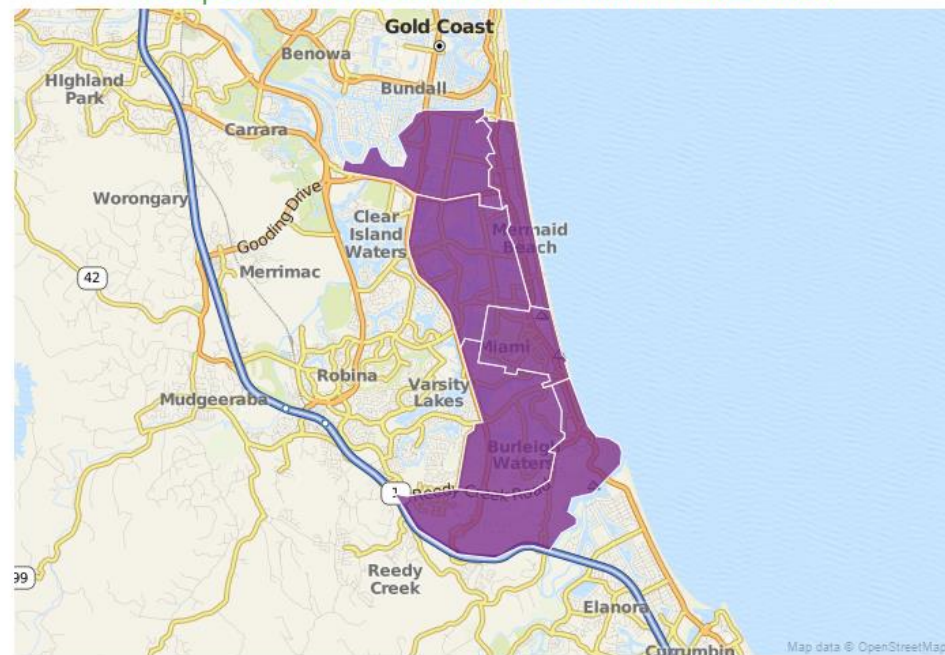 Gold Coast
Benowa
HIghland
Park
Bundall
Carrara
Worongary
Gooding Drive
Clear
Island
Waters
Mermaid
Beach
Merrimac
42
Miami
Robina
Varsity
Lakes
Mudgeeraba
Burleigh
Waters
1
Reedy Creek Road
Reedy
Creek
99
Elanora
Currumbin
Map data © OpenStreetMap